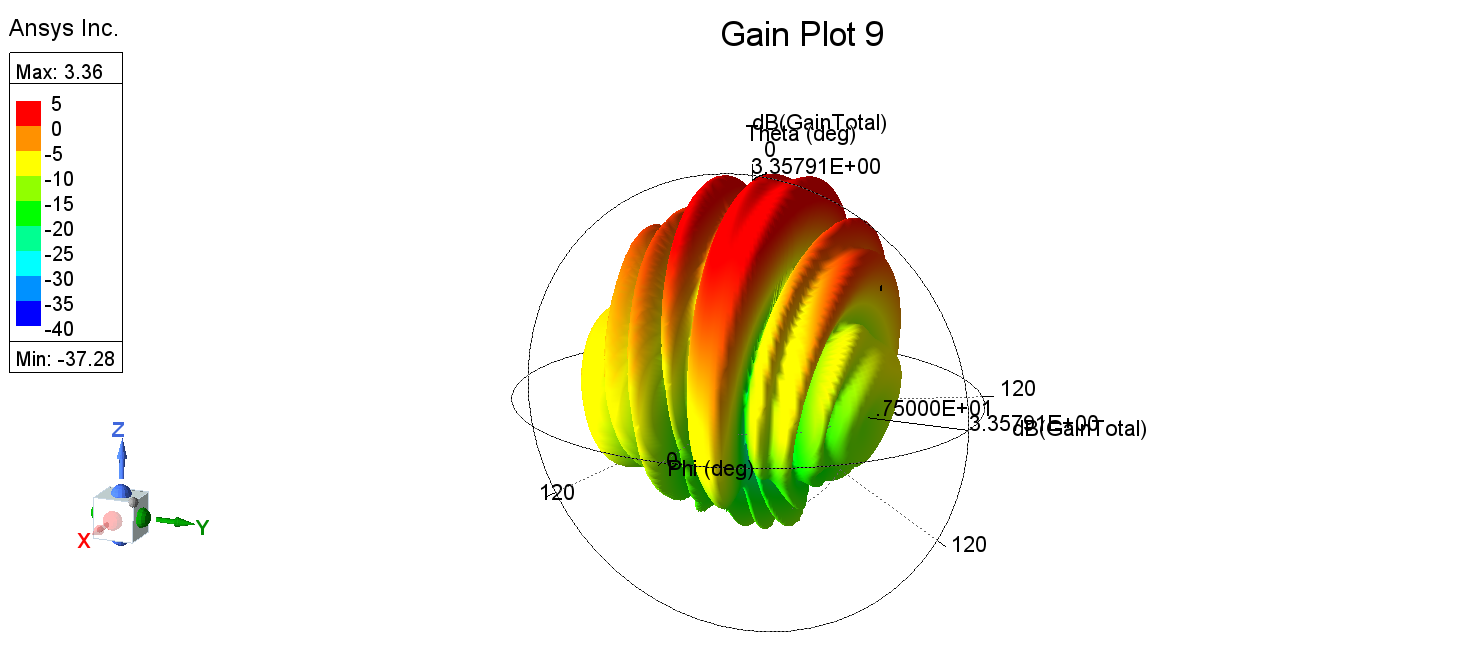 Ansys Inc.
Gain Plot 9
Max: 3.36
5
0
-5
-10
-15
-20
-25
-30
-35
-40
Min: -37.28
dB(GainTotal)
Theta (deg)
0
3.35791E+00
120
.75000E+01
3.35791E+00
dB(GainTotal)
0
Phi (deg)
120
120
Z
Y
X